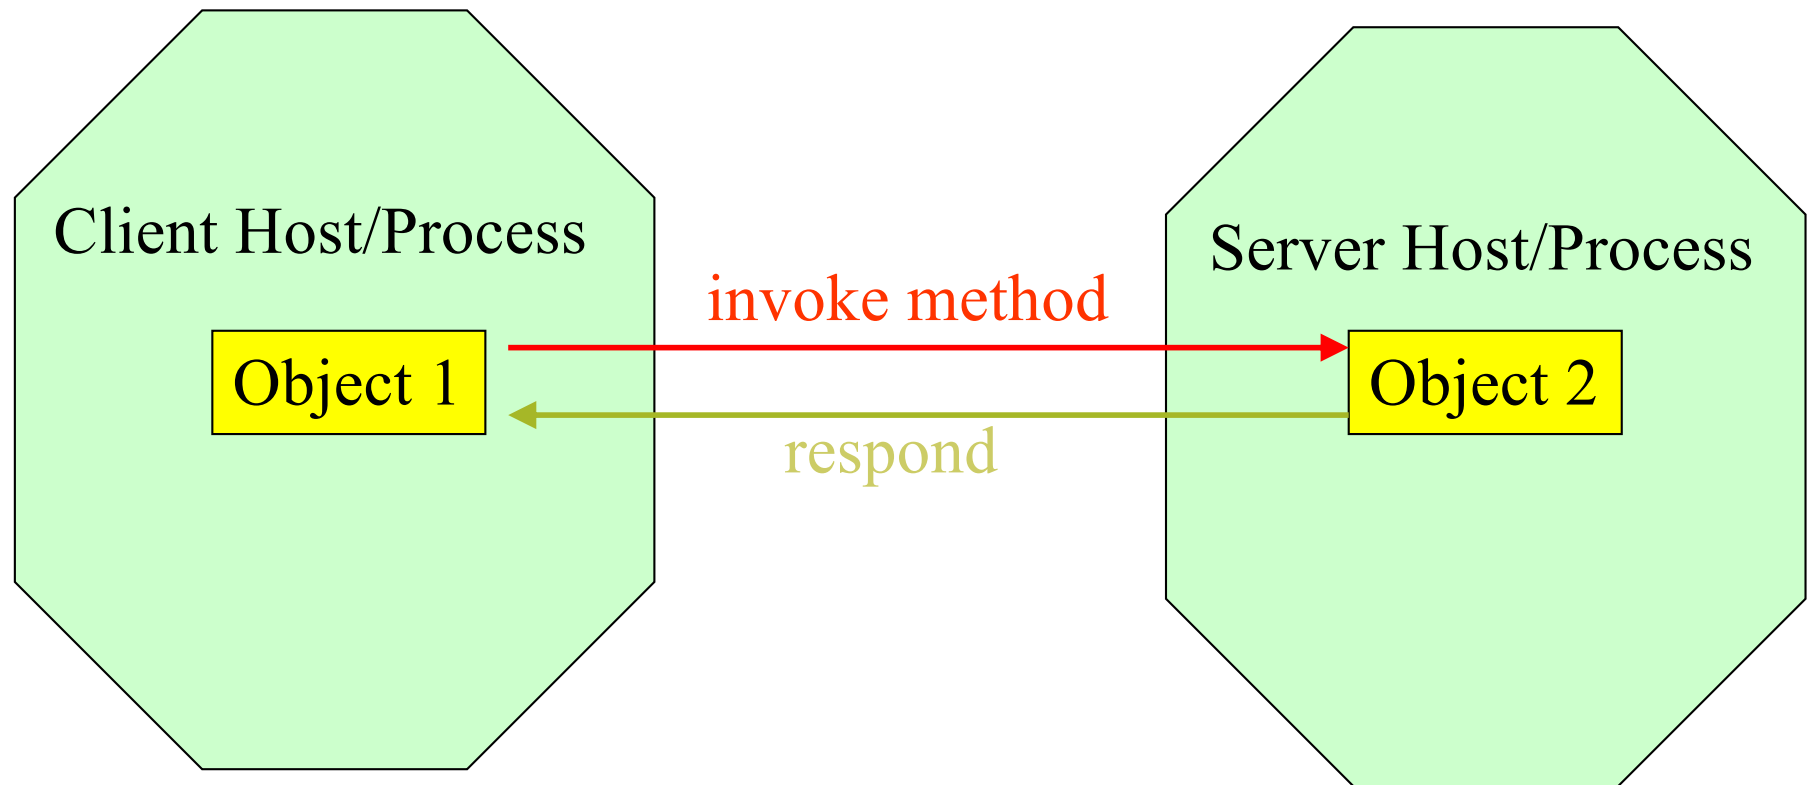 Client Host/Process
Server Host/Process
invoke method
Object 1
Object 2
respond